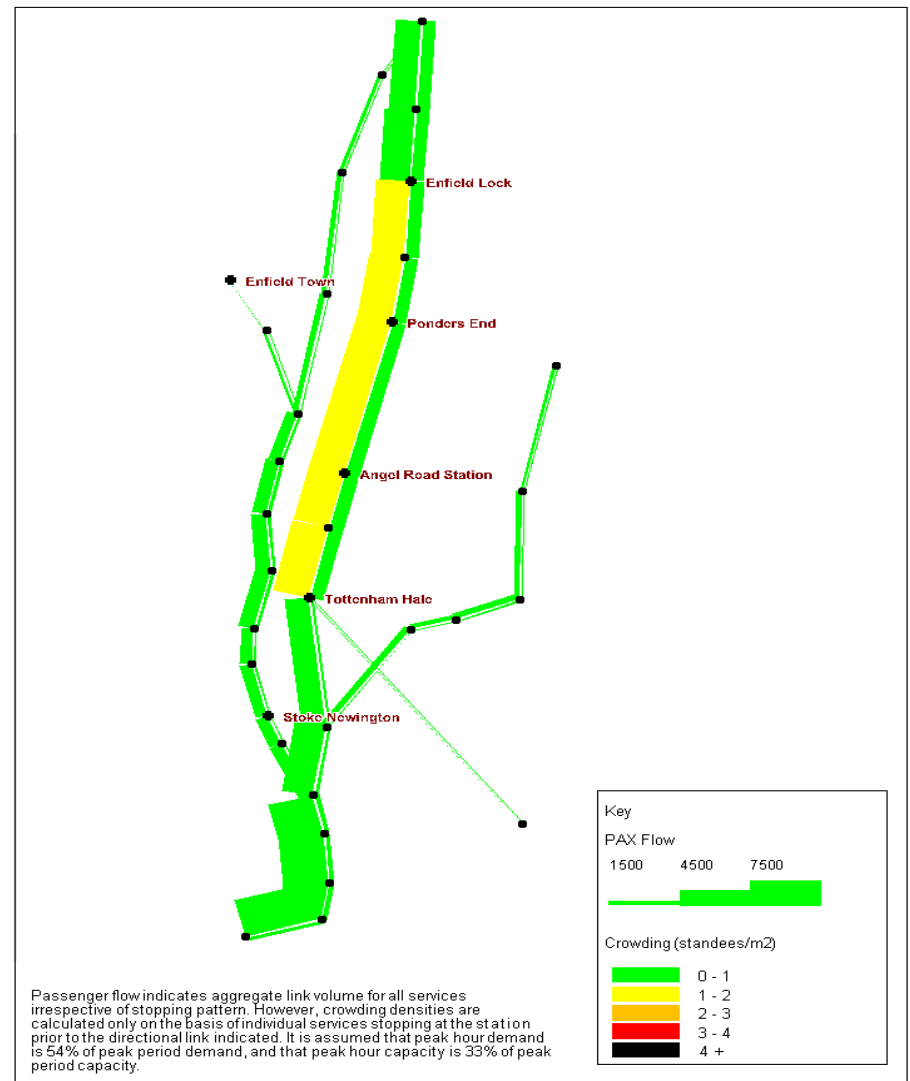 Enfield Lock
Enfield Town
Ponders End
Angel Road Station
Tottenham Hale
Stoke Newington
Key
PAX Flow
1500 4500 7500
Crowding (standees/m2)
0 - 1
1 - 2
2 - 3
3 - 4
4 +
Passenger flow indicates aggregate link volume for all services
irrespective of stopping pattern. However, crowding densities are
calculated only on the basis of individual services stopping at the station
prior to the directional link indicated. It is assumed that peak hour demand
is 54% of peak period demand, and that peak hour capacity is 33% of peak
period capacity.